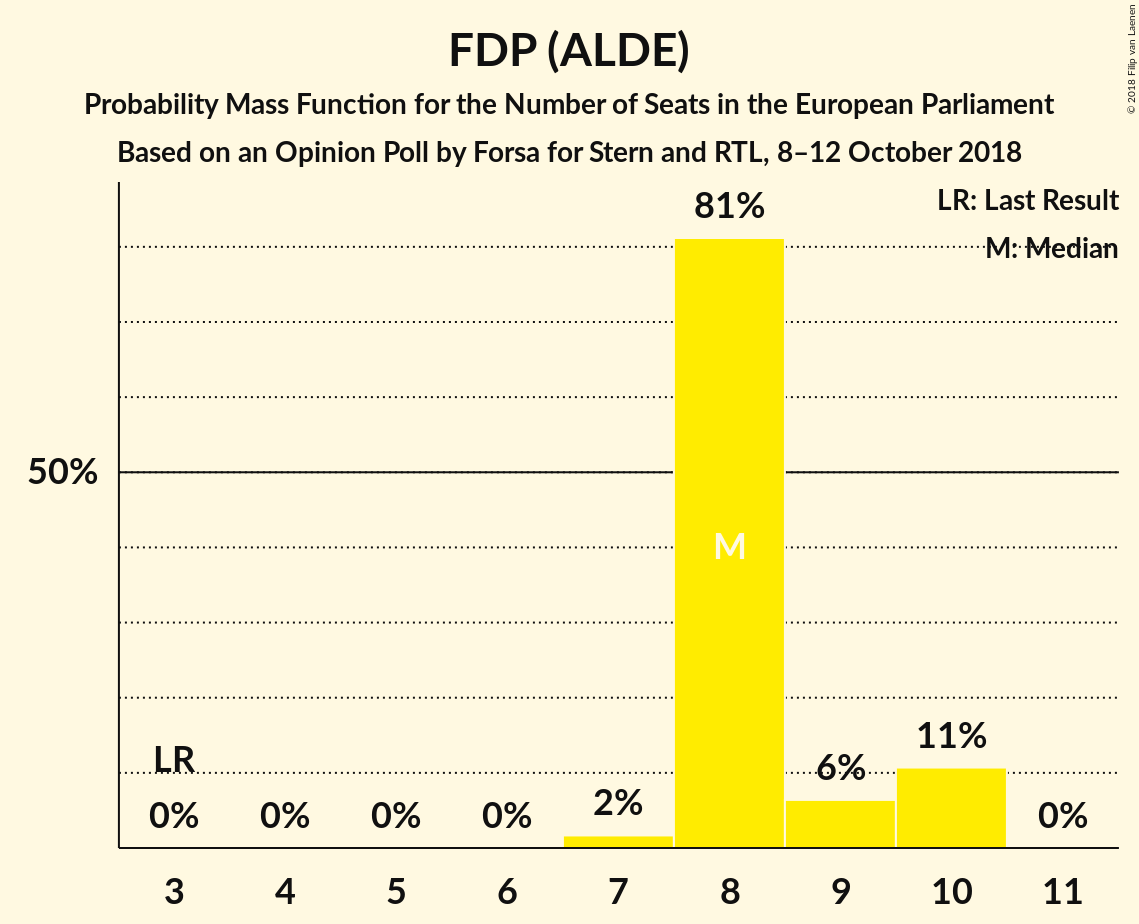 FDP (ALDE)
Probability Mass Function for the Number of Seats in the European Parliament
Based on an Opinion Poll by Forsa for Stern and RTL, 8–12 October 2018
© 2018 Filip van Laenen
LR: Last Result
M: Median
81%
50%
M
LR
0%
0%
0%
0%
2%
6%
11%
0%
3 4 5 6 7 8 9 10 11